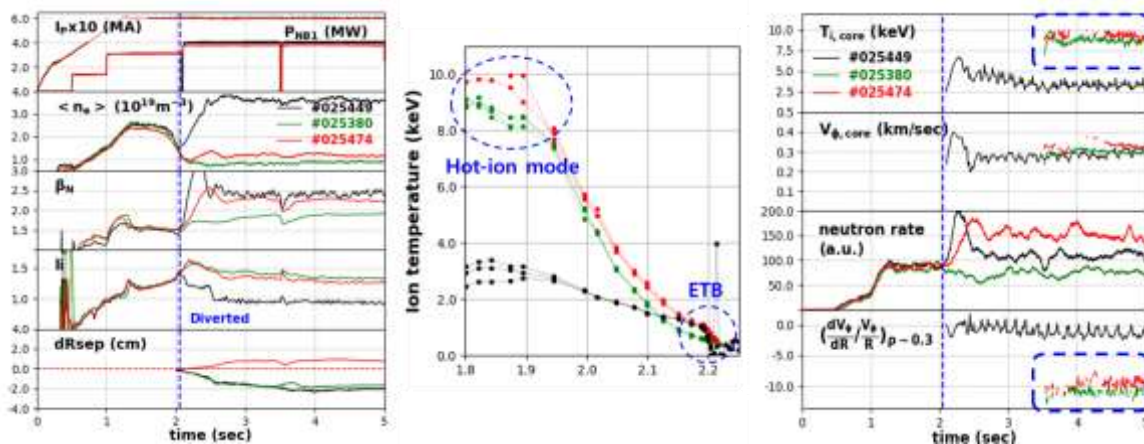 Iₚx10 (MA)
P_NB1 (MW)
6.0
4.0
2.0
4.0
< nₑ > (10¹⁹m⁻³)
#025449
#025380
#025474
3.0
2.0
1.0
3.0
β_N
2.5
2.0
1.5
li
1.5
1.0
4.0
Diverted
dRsep (cm)
2.0
0.0
-2.0
-4.0
0 1 2 3 4 5
time (sec)
Ion temperature (keV)
10.0
8.0
6.0
4.0
2.0
0.0
Hot-ion mode
ETB
1.8 1.9 2.0 2.1 2.2
T_i,core (keV)
#025449
#025380
#025474
10.0
7.5
5.0
2.5
0.5
V_ϕ,core (km/sec)
0.4
0.3
0.2
0.1
200.0
neutron rate
(a.u.)
150.0
100.0
50.0
5.0
(dV_ϕ/dR/V_ϕ/R)ρ~0.3
0.0
-5.0
-10.0
0 1 2 3 4 5
time (sec)